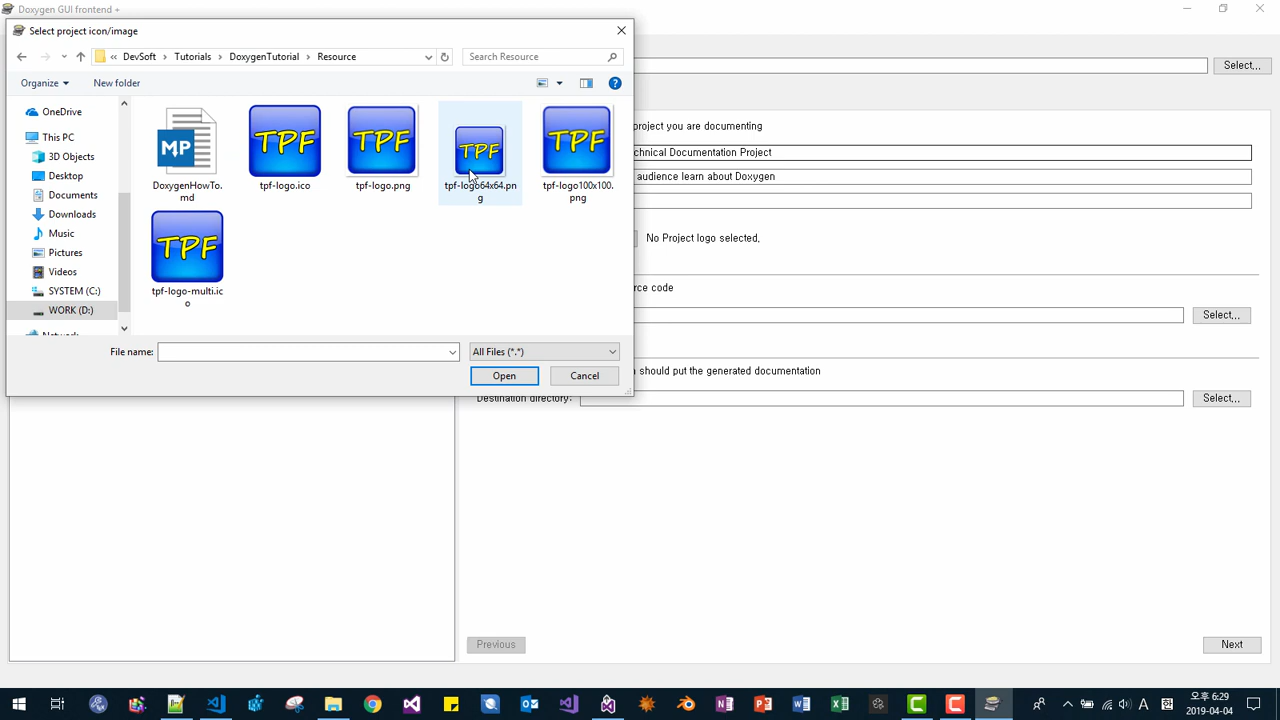 Doxygen GUI frontend +
Select project icon/image
« DevSoft › Tutorials › DoxygenTutorial › Resource
Search Resource
Select...
Organize
New folder
OneDrive
This PC
3D Objects
Desktop
Documents
Downloads
Music
Pictures
Videos
SYSTEM (C:)
WORK (D:)
Network
MP
DoxygenHowTo.
md
TPF
tpf-logo.ico
TPF
tpf-logo.png
TPF
tpf-logo64x64.pn
g
TPF
tpf-logo100x100.
png
TPF
tpf-logo-multi.ic
o
File name:
All Files (*.*)
Open
Cancel
project you are documenting
chnical Documentation Project
audience learn about Doxygen
No Project logo selected.
rce code
Select...
should put the generated documentation
Destination directory:
Select...
Previous
Next
오후 6:29
2019-04-04